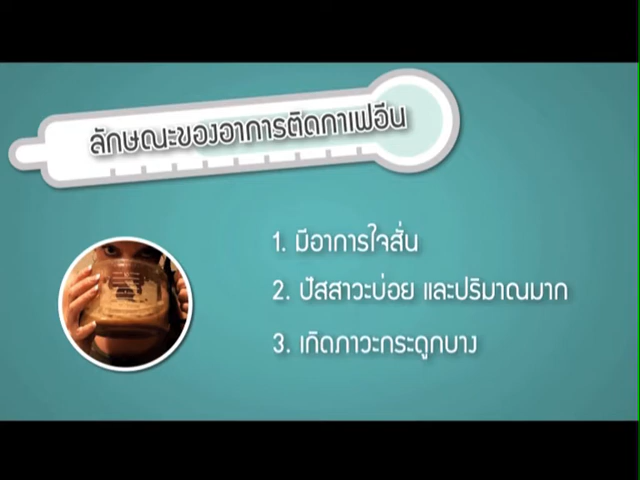 ลักษณะของอาการติดกาเฟอีน
1. มีอาการใจสั่น
2. ปัสสาวะบ่อย และปริมาณมาก
3. เกิดภาวะกระดูกบาง